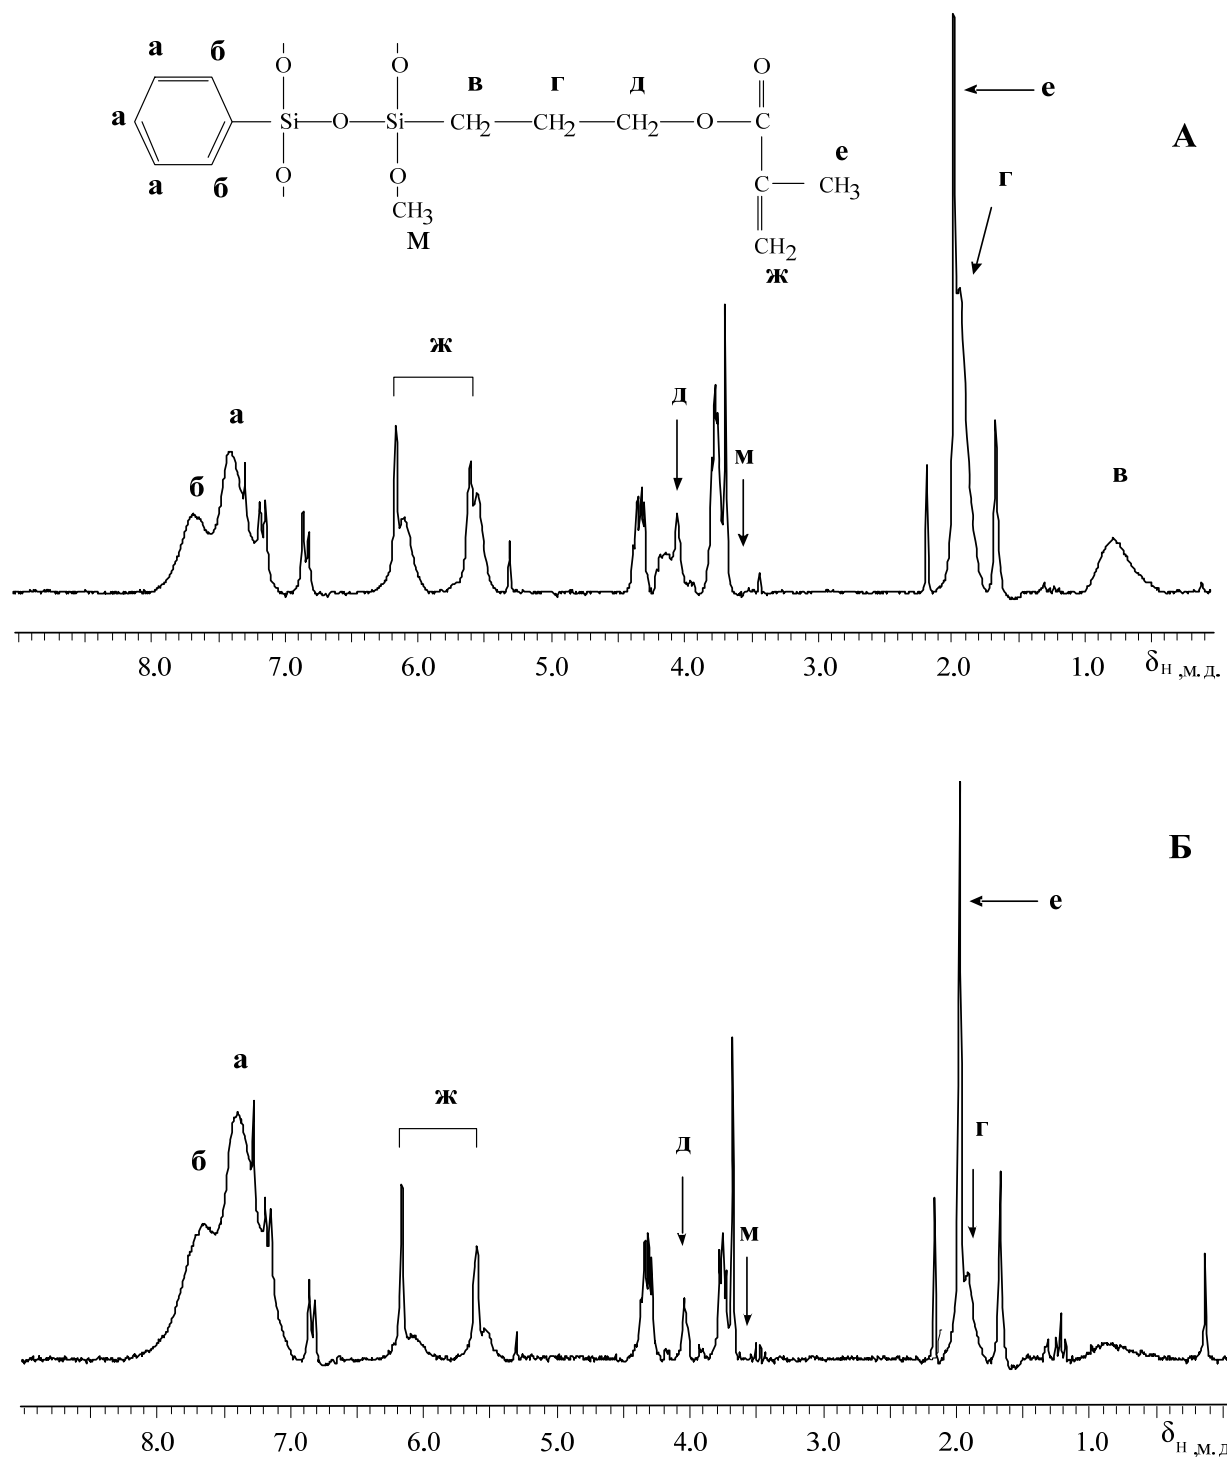 а б
O O
в г д
O
е
а Si O Si CH2 CH2 CH2 O C
А
O O
е
C CH3
г
а б
CH3
М
CH2
ж
ж
д
а
м
б
в
8.0 7.0 6.0 5.0 4.0 3.0 2.0 1.0 δH ,м.д.
Б
е
а
ж
г
д
б
м
8.0 7.0 6.0 5.0 4.0 3.0 2.0 1.0 δH ,м.д